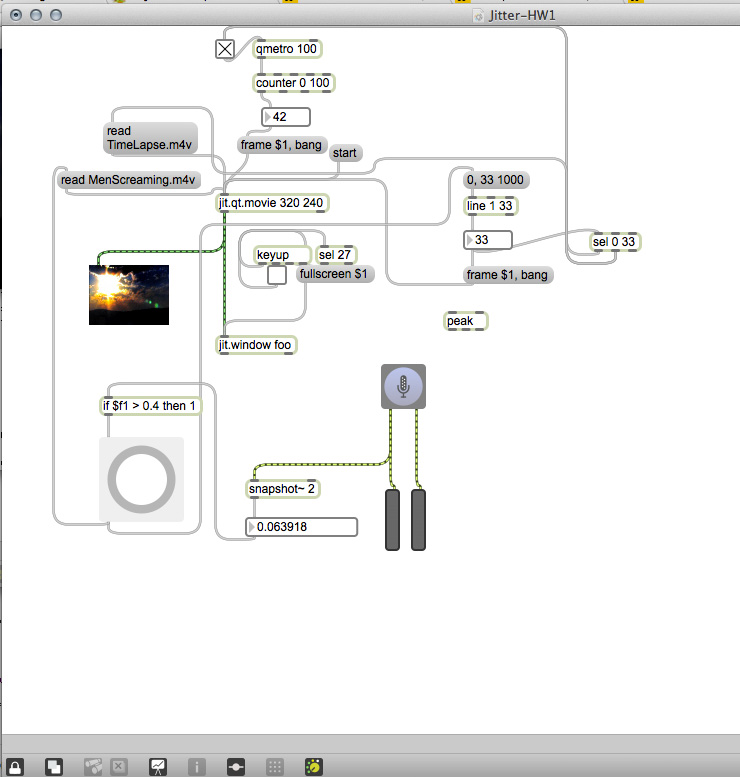 Jitter-HW1
qmetro 100
counter 0 100
42
read
TimeLapse.m4v
frame $1, bang
start
read MenScreaming.m4v
0, 33 1000
jit.qt.movie 320 240
line 1 33
33
sel 0 33
keyup
sel 27
fullscreen $1
frame $1, bang
peak
jit.window foo
if $f1 > 0.4 then 1
snapshot~ 2
0.063918